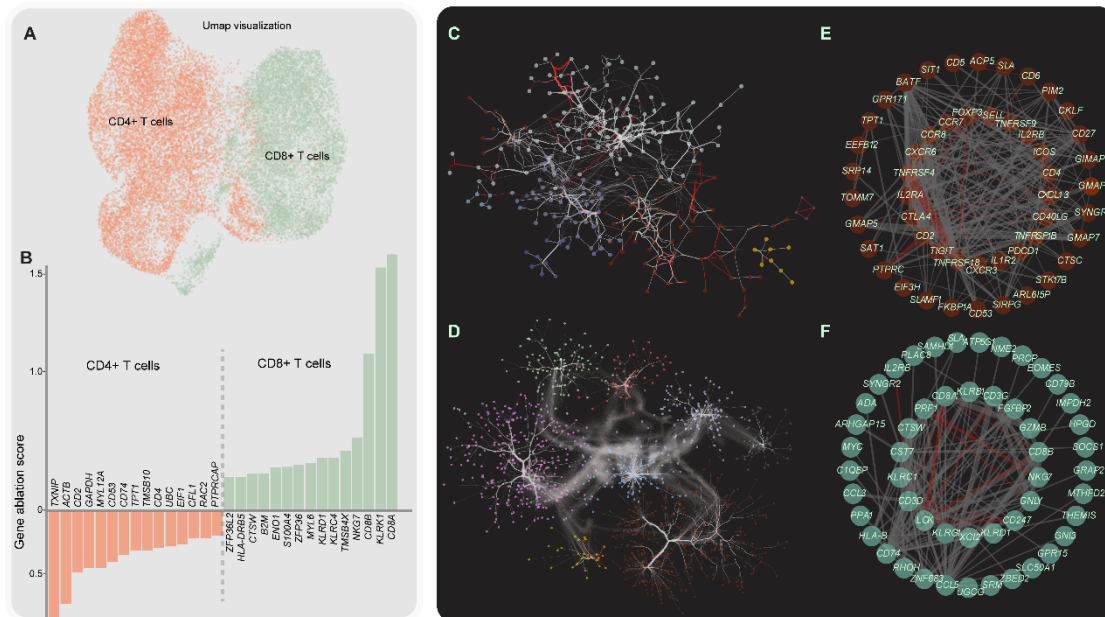 A
Umap visualization
CD4+ T cells
CD8+ T cells
B
1.5
1.0
0
0.5
Gene ablation score
CD4+ T cells
CD8+ T cells
TXNIP
ACTB
CD2
GAPDH
MYL12A
CD53
CD74
TPT1
TMSB10
CD4
UBC
EIF1
CFL1
RAC2
PTPRCAP
ZFP36L2
HLA-DRB5
CTSW
B2M
ENO1
S100A4
ZFP36
MYL6
KLRD1
KLRC4
TMSB4X
NKG7
CD8B
KLRK1
CD8A
C
D
E
SIT1
CD5
ACP5
SLA
CD6
PIM2
CKLF
CD27
SYNGR
GMAP7
CTSC
STK17B
ARL6I5P
SIRPG
CD53
FKBP1A
SLAMF1
EIF3H
PTPRC
SAT1
GMAP5
TOMM7
SRP14
EEFB12
TPT1
GPR171
BATF
FOXP3
SELL
TNFRSF9
IL2RB
ICOS
CD4
CXCL13
CD40LG
TNFRSF1B
PDCD1
IL1R2
CXCR3
TNFRSF18
TIGIT
CD2
CTLA4
IL2RA
TNFRSF4
CXCR6
CCR8
CCR7
F
SLA
ATP5G1
NME2
PRCP
EOMES
CD79B
IMPDH2
HPGD
SOCS1
GRAP2
MTHFD2
THEMIS
GNI3
GPR15
SLC50A1
ZBED2
SRM
UGCG
CCL5
ZNF683
RHOH
CD74
HLA-B
PPA1
CCL3
C1QBP
MYC
ARHGAP15
ADA
SYNGR2
IL2RB
PLAC8
SAMHD1
KLRB1
CD3G
FGFBP2
GZMB
CD8B
NKG7
GNLY
CD247
KLRD1
XCl2
KLRG1
LCK
CD3D
KLRC1
CST7
CTSW
PRF1
CD8A